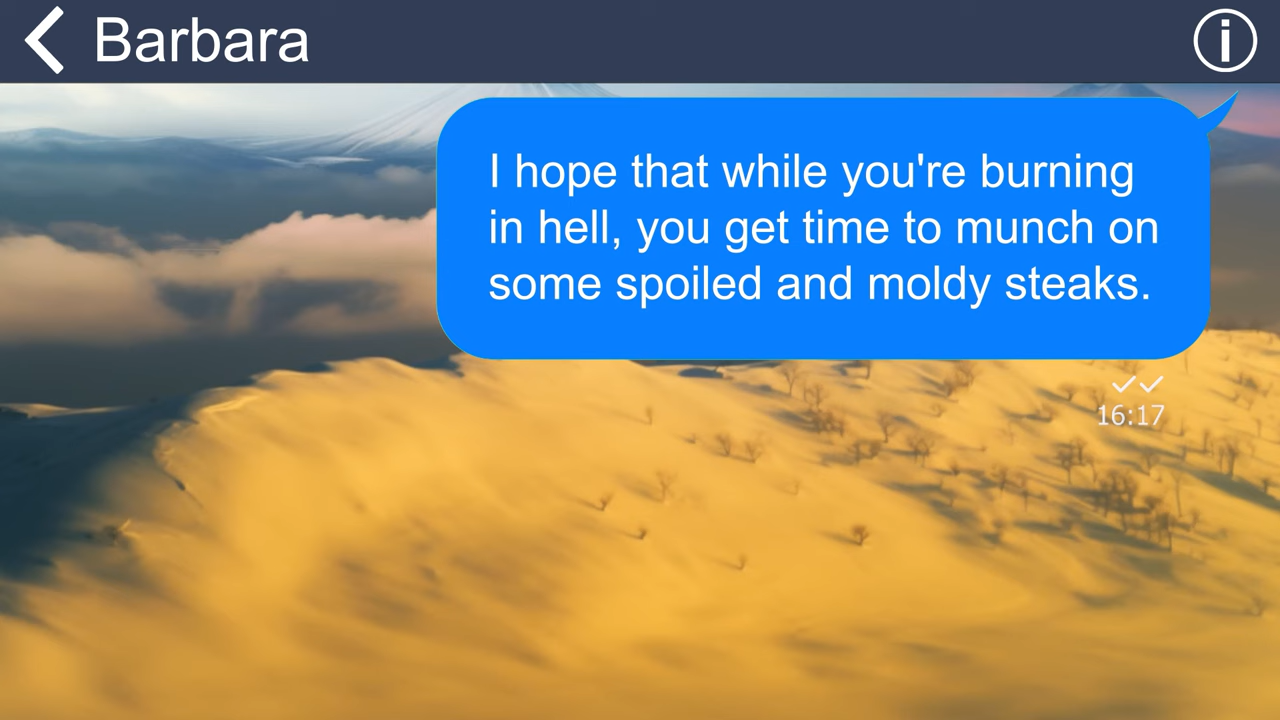 Barbara
I hope that while you're burning
in hell, you get time to munch on
some spoiled and moldy steaks.
16:17